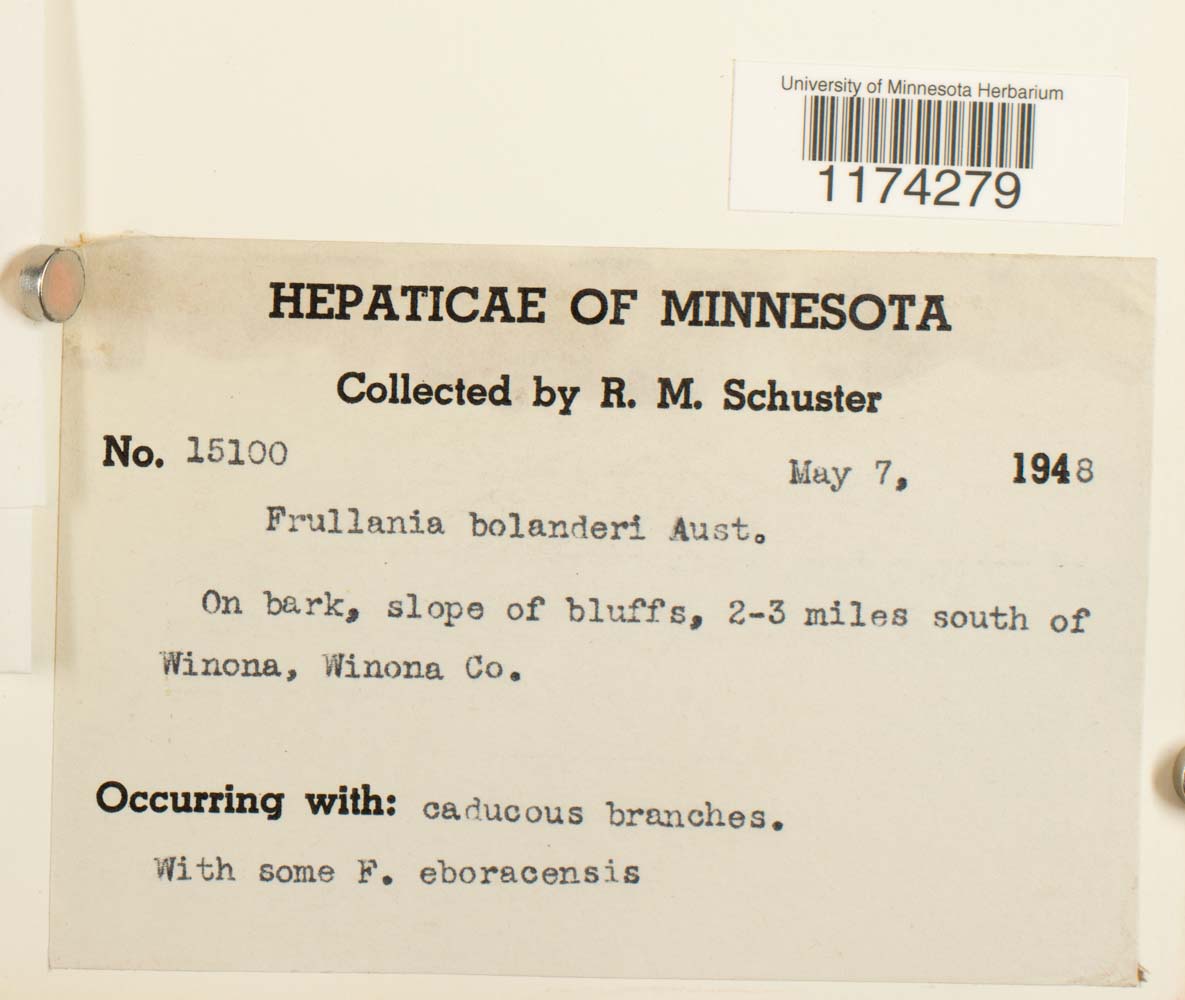 University of Minnesota Herbarium
1174279
HEPATICAE OF MINNESOTA
Collected by R. M. Schuster
No. 15100
May 7, 1948
Frullania bolanderi Aust.
On bark, slope of bluffs, 2-3 miles south of
Winona, Winona Co.
Occurring with: caducous branches.
With some F. eboracensis